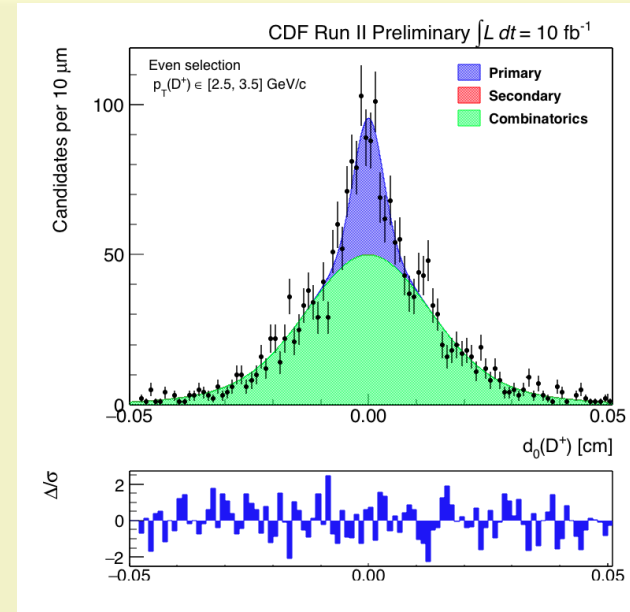 CDF Run II Preliminary ∫L dt = 10 fb⁻¹
Even selection
p_T(D⁺) ∈ [2.5, 3.5] GeV/c
Primary
Secondary
Combinatorics
Candidates per 10 μm
100
50
0
−0.05 0.00 0.05
d₀(D⁺) [cm]
Δ/σ
2
0
−2
−0.05 0.00 0.05